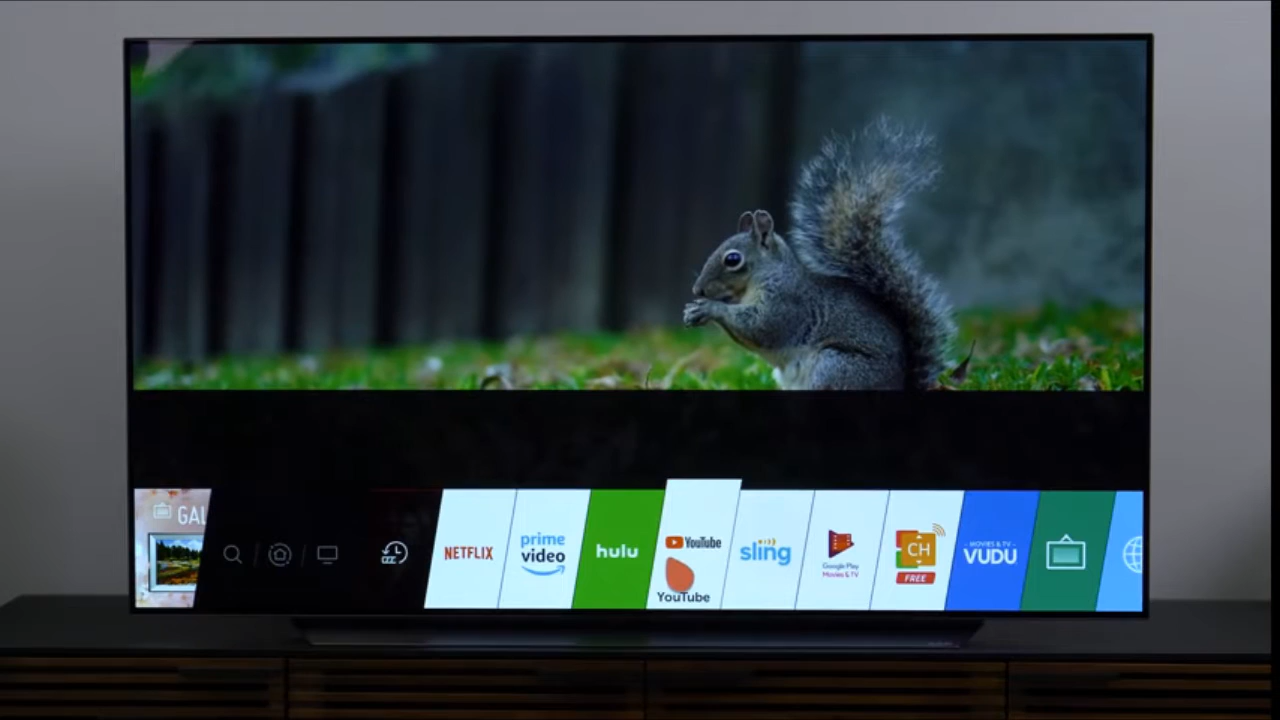 GAL
NETFLIX
prime
video
hulu
YouTube
YouTube
sling
Google Play
Movies & TV
CH
FREE
MOVIES & TV
VUDU